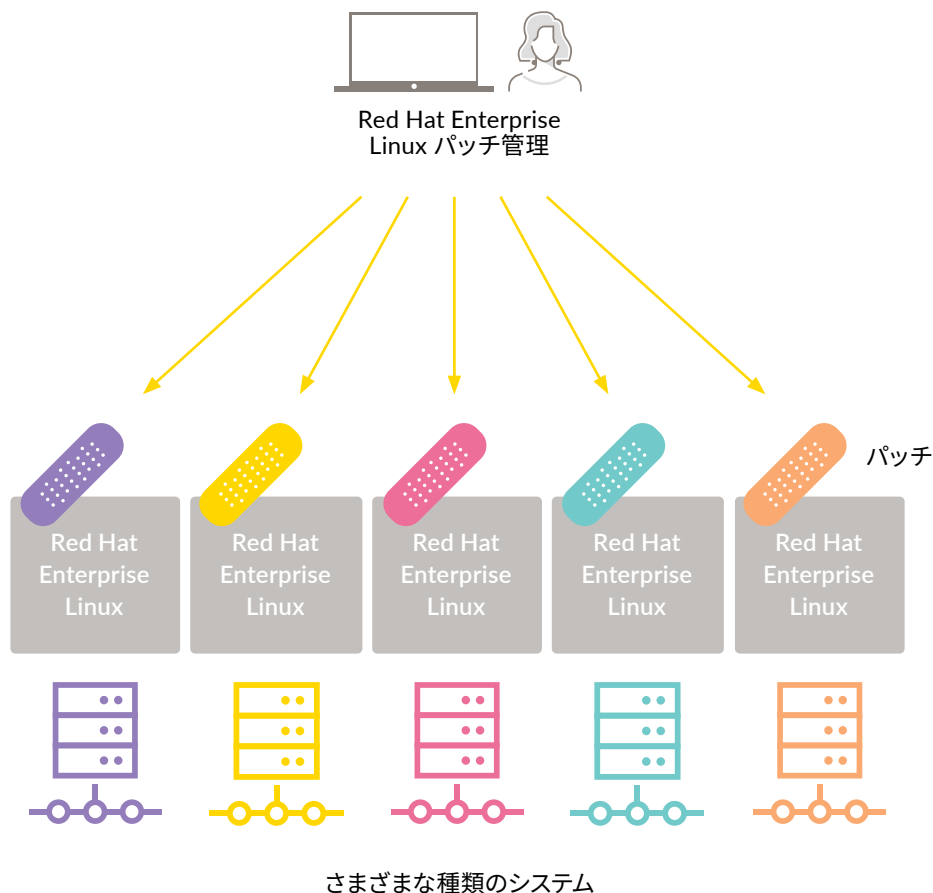 Red Hat Enterprise
Linux パッチ管理
パッチ
Red Hat
Enterprise
Linux
Red Hat
Enterprise
Linux
Red Hat
Enterprise
Linux
Red Hat
Enterprise
Linux
Red Hat
Enterprise
Linux
さまざまな種類のシステム